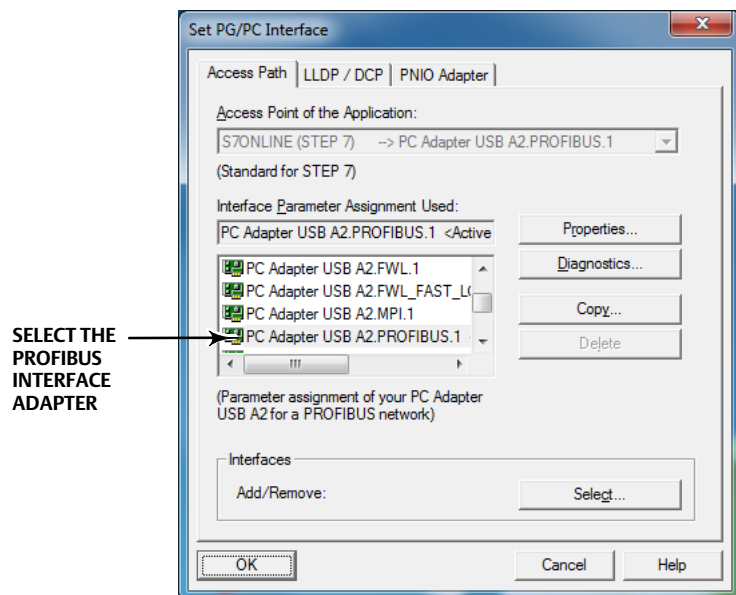 Set PG/PC Interface
Access Path
LLDP / DCP
PNIO Adapter
Access Point of the Application:
S7ONLINE (STEP 7) --> PC Adapter USB A2.PROFIBUS.1
(Standard for STEP 7)
Interface Parameter Assignment Used:
PC Adapter USB A2.PROFIBUS.1 <Active
Properties...
Diagnostics...
PC Adapter USB A2.FWL.1
PC Adapter USB A2.FWL_FAST_L
PC Adapter USB A2.MPI.1
PC Adapter USB A2.PROFIBUS.1
Copy...
Delete
SELECT THE
PROFIBUS
INTERFACE
ADAPTER
(Parameter assignment of your PC Adapter
USB A2 for a PROFIBUS network)
Interfaces
Add/Remove:
Select...
OK
Cancel
Help